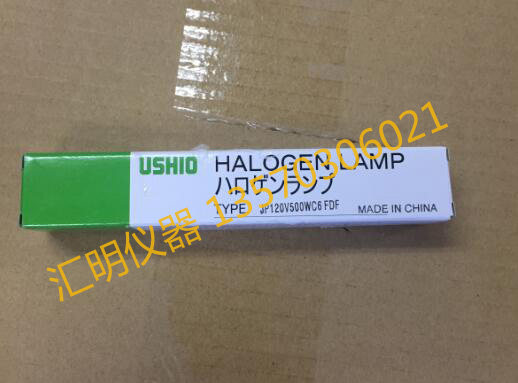 USHIO
HALOGEN LAMP
ハロゲンランプ
TYPE JP120V500WC6 FDF
MADE IN CHINA
汇明仪器 13570306021